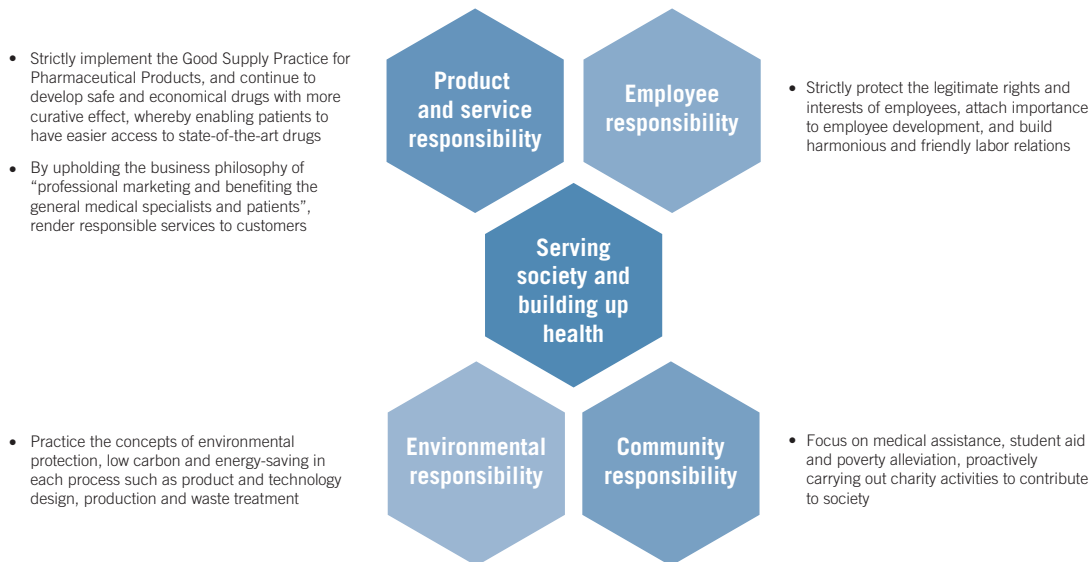 • Strictly implement the Good Supply Practice for
Pharmaceutical Products, and continue to
develop safe and economical drugs with more
curative effect, whereby enabling patients to
have easier access to state-of-the-art drugs
• By upholding the business philosophy of
“professional marketing and benefiting the
general medical specialists and patients”,
render responsible services to customers
Product
and service
responsibility
Employee
responsibility
• Strictly protect the legitimate rights and
interests of employees, attach importance
to employee development, and build
harmonious and friendly labor relations
Serving
society and
building up
health
• Practice the concepts of environmental
protection, low carbon and energy-saving in
each process such as product and technology
design, production and waste treatment
Environmental
responsibility
Community
responsibility
• Focus on medical assistance, student aid
and poverty alleviation, proactively
carrying out charity activities to contribute
to society